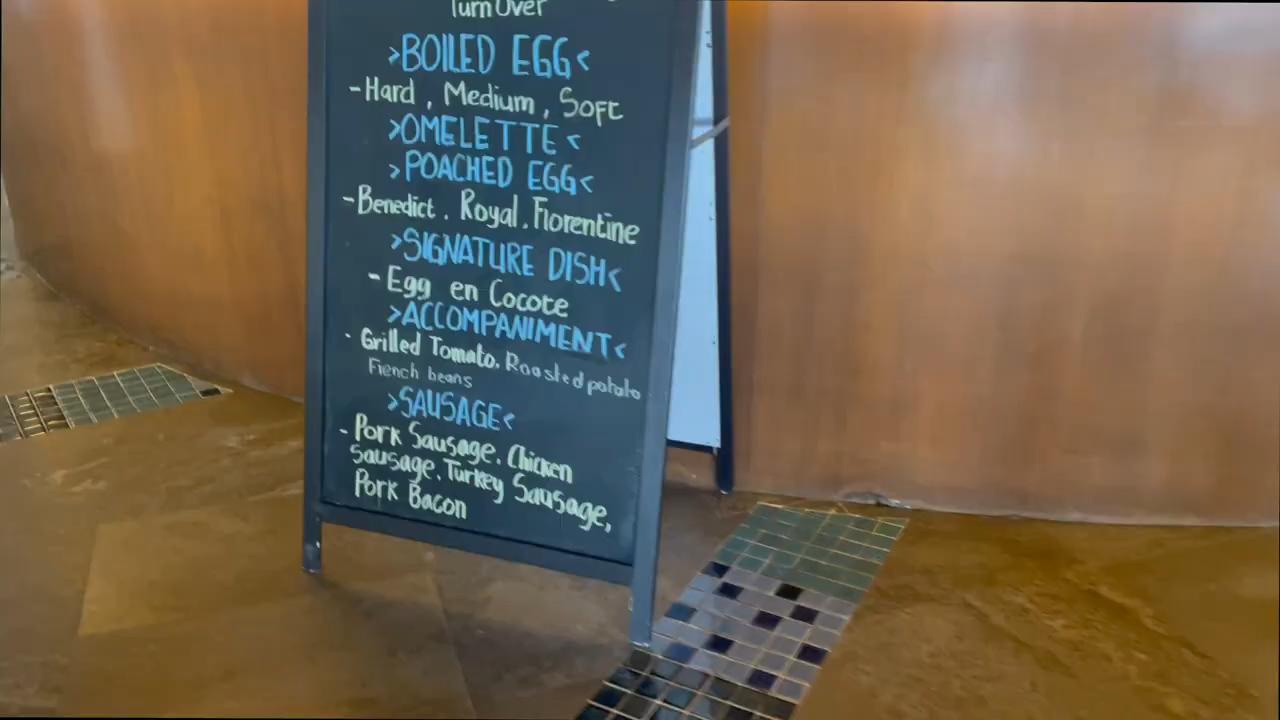 Turn Over
>BOILED EGG<
-Hard, Medium, Soft
>OMELETTE<
>POACHED EGG<
-Benedict. Royal. Florentine
>SIGNATURE DISH<
-Egg en Cocote
>ACCOMPANIMENT<
- Grilled Tomato. Roasted potato
French beans
>SAUSAGE<
- Pork Sausage. Chicken
Sausage. Turkey Sausage,
Pork Bacon